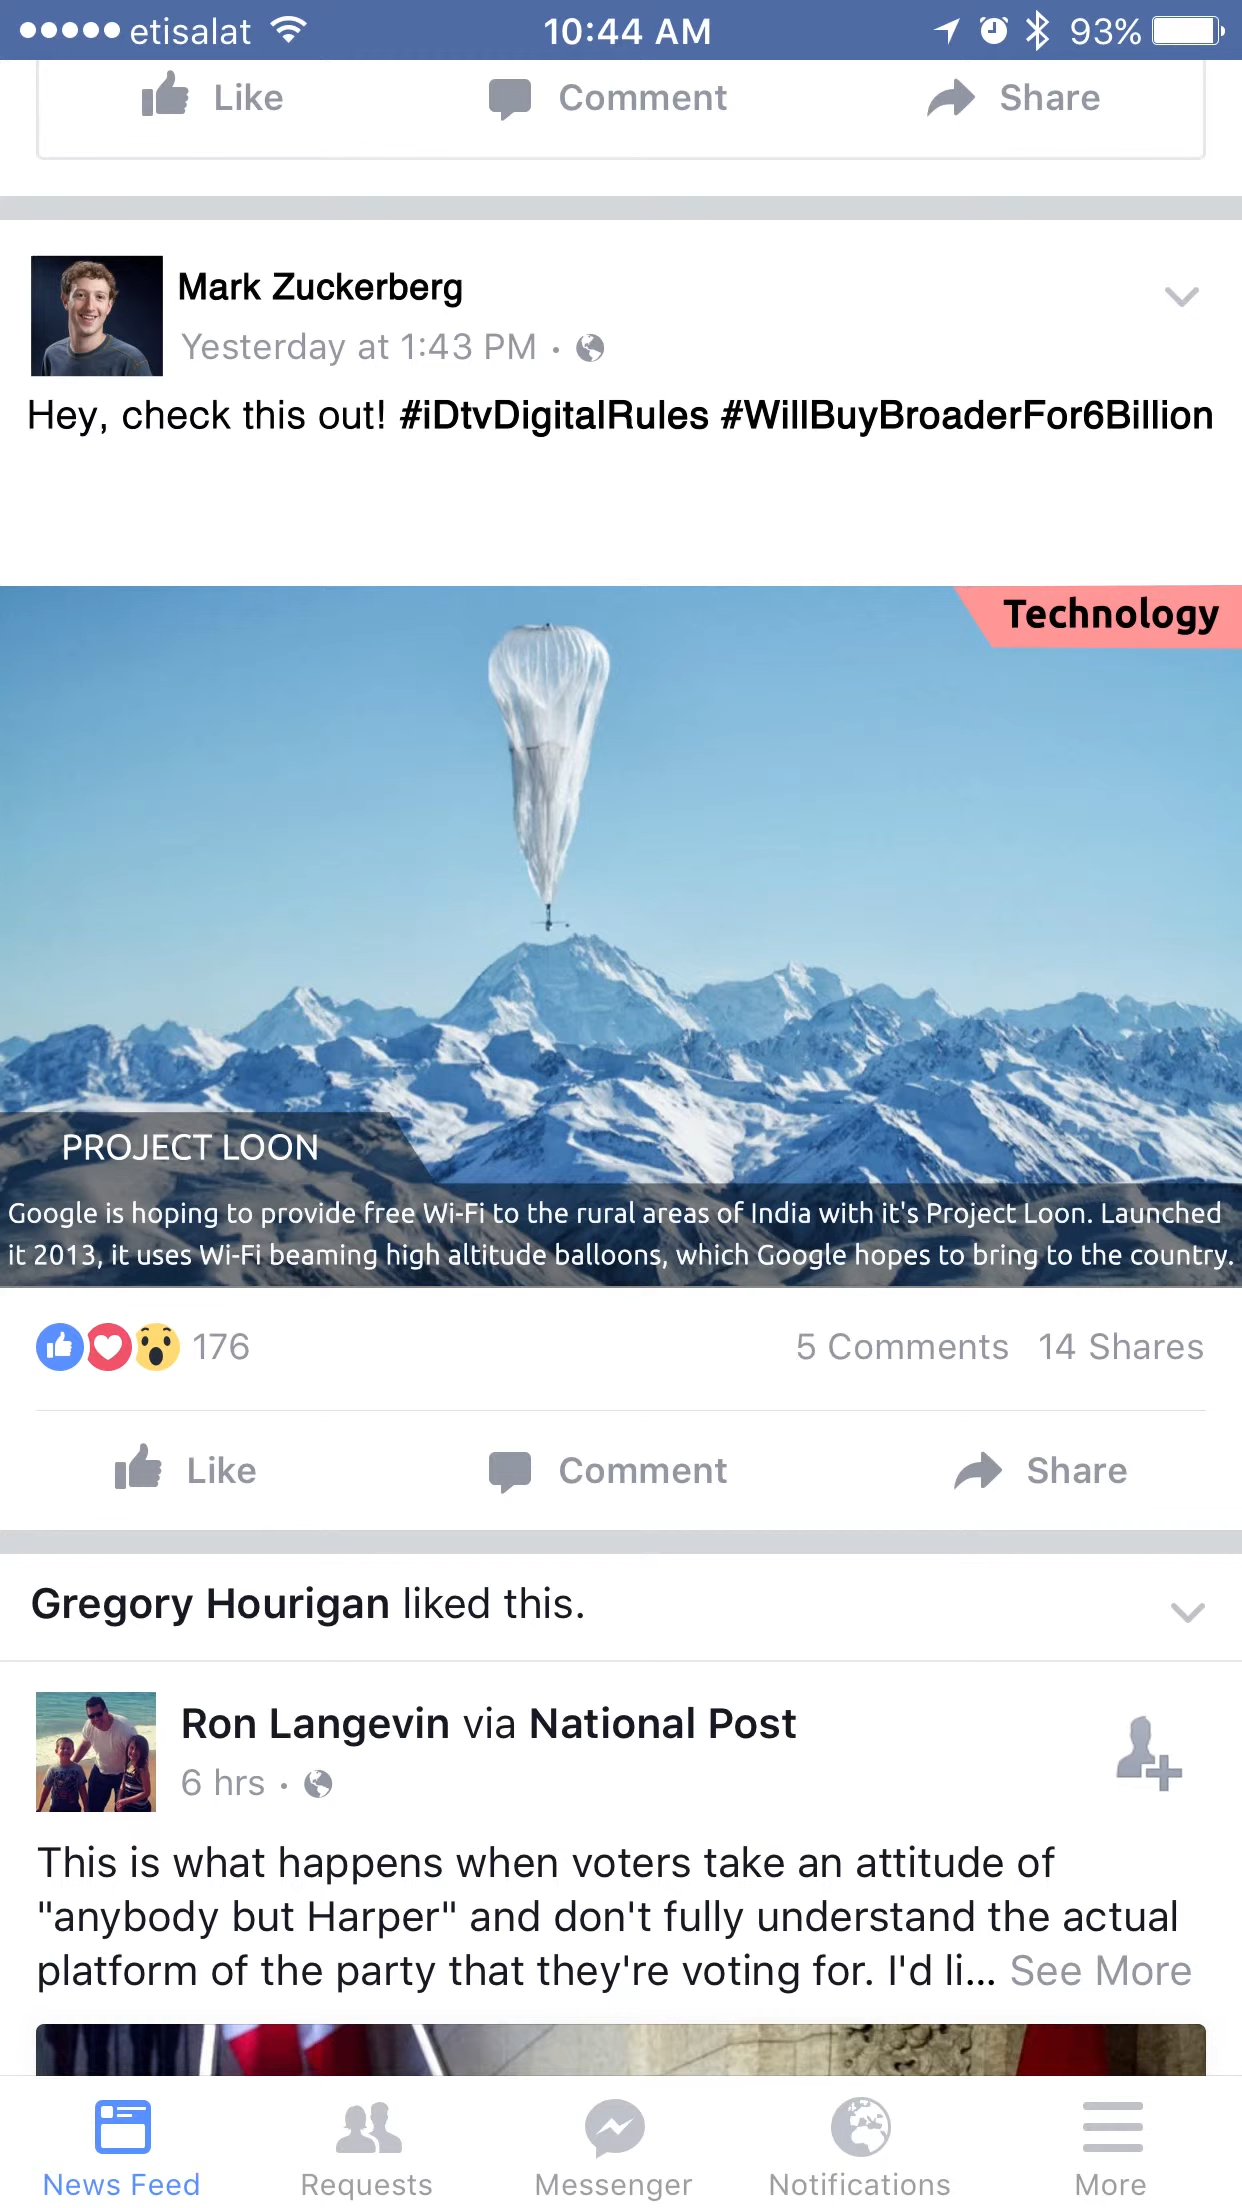 etisalat 10:44 AM 93%
Like Comment Share
Mark Zuckerberg
Yesterday at 1:43 PM ·
Hey, check this out! #iDtvDigitalRules #WillBuyBroaderFor6Billion
Technology
PROJECT LOON
Google is hoping to provide free Wi-Fi to the rural areas of India with it's Project Loon. Launched
it 2013, it uses Wi-Fi beaming high altitude balloons, which Google hopes to bring to the country.
176 5 Comments 14 Shares
Like Comment Share
Gregory Hourigan liked this.
Ron Langevin via National Post
6 hrs ·
This is what happens when voters take an attitude of
"anybody but Harper" and don't fully understand the actual
platform of the party that they're voting for. I'd li... See More
News Feed Requests Messenger Notifications More